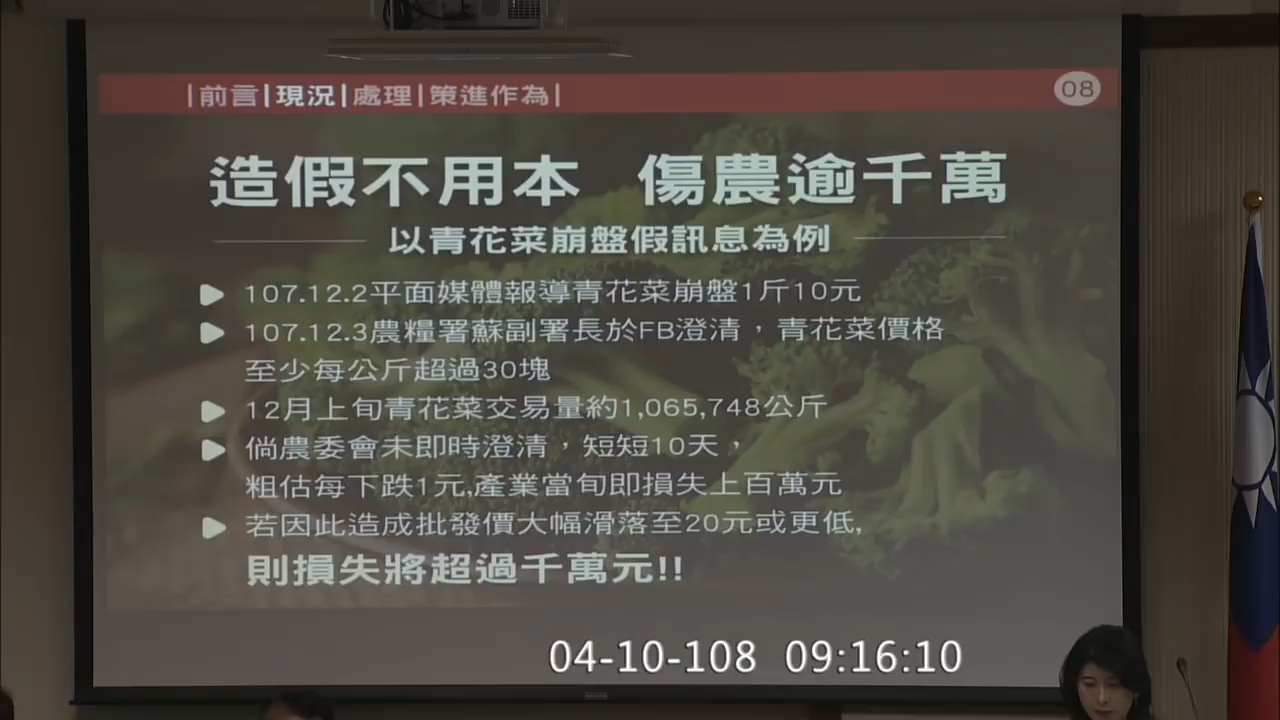 |前言|現況|處理|策進作為|
08
造假不用本 傷農逾千萬
以青花菜崩盤假訊息為例
107.12.2平面媒體報導青花菜崩盤1斤10元
107.12.3農糧署蘇副署長於FB澄清，青花菜價格
至少每公斤超過30塊
12月上旬青花菜交易量約1,065,748公斤
倘農委會未即時澄清，短短10天，
粗估每下跌1元,產業當旬即損失上百萬元
若因此造成批發價大幅滑落至20元或更低,
則損失將超過千萬元!!
04-10-108 09:16:10